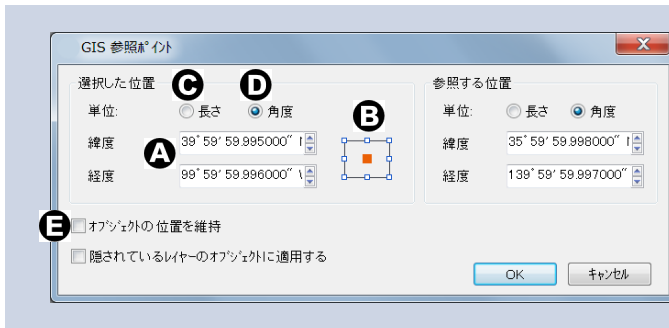 GIS 参照ﾎﾟｲﾝﾄ
X
選択した位置
C D
単位: 長さ 角度
B
A
緯度 39° 59′ 59.995000″
経度 99° 59′ 59.996000″
参照する位置
単位: 長さ 角度
緯度 35° 59′ 59.998000″
経度 139° 59′ 59.997000″
E
ｵﾌﾞｼﾞｪｸﾄの位置を維持
隠されているﾚｲﾔｰのｵﾌﾞｼﾞｪｸﾄに適用する
OK ｷｬﾝｾﾙ